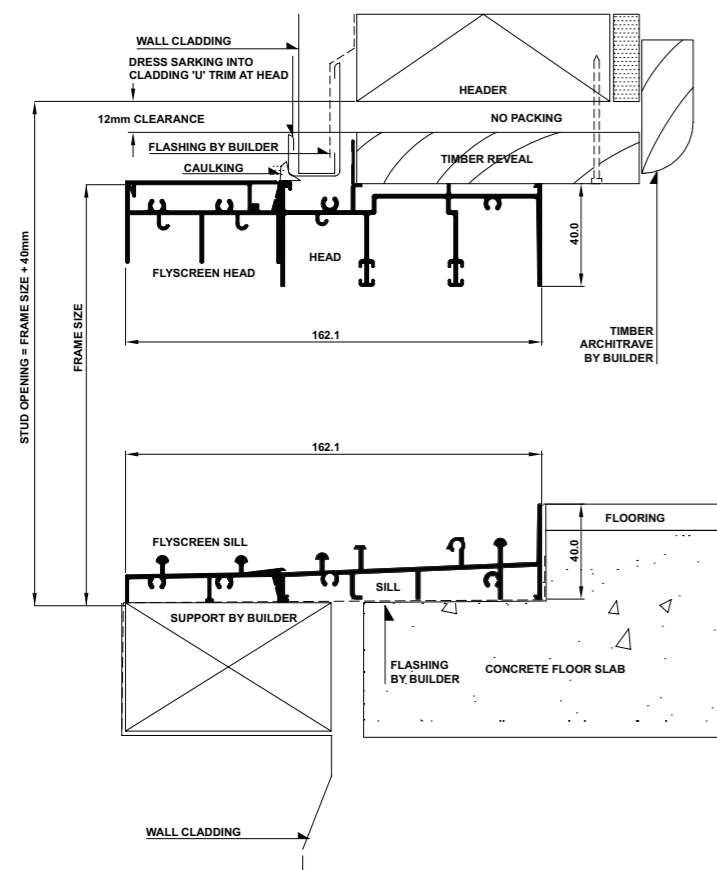 WALL CLADDING
DRESS SARKING INTO
CLADDING 'U' TRIM AT HEAD
HEADER
12mm CLEARANCE
NO PACKING
FLASHING BY BUILDER
TIMBER REVEAL
CAULKING
FLYSCREEN HEAD
HEAD
40.0
162.1
TIMBER
ARCHITRAVE
BY BUILDER
STUD OPENING = FRAME SIZE + 40mm
FRAME SIZE
162.1
FLYSCREEN SILL
FLOORING
40.0
SILL
SUPPORT BY BUILDER
FLASHING
BY BUILDER
CONCRETE FLOOR SLAB
WALL CLADDING